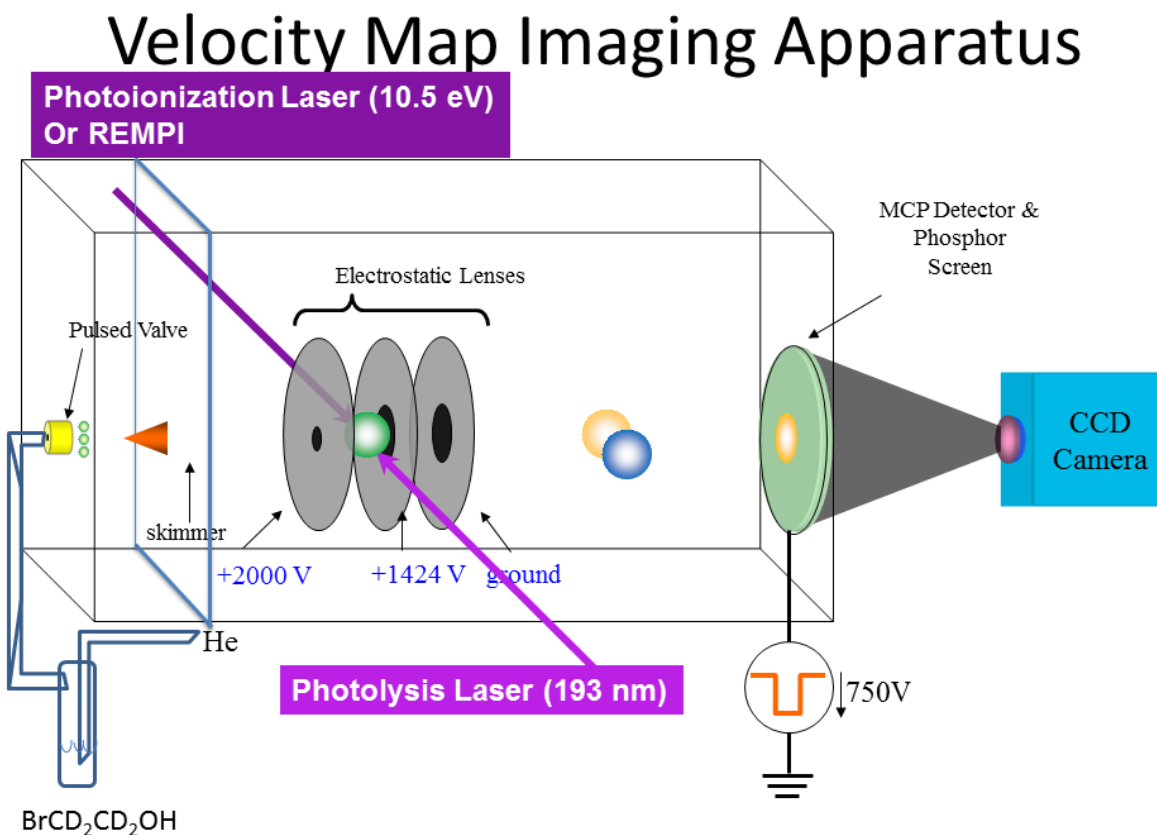 Velocity Map Imaging Apparatus
Photoionization Laser (10.5 eV)
Or REMPI
MCP Detector &
Phosphor
Screen
Electrostatic Lenses
Pulsed Valve
CCD
Camera
skimmer
+2000 V
+1424 V
ground
He
Photolysis Laser (193 nm)
750V
BrCD₂CD₂OH